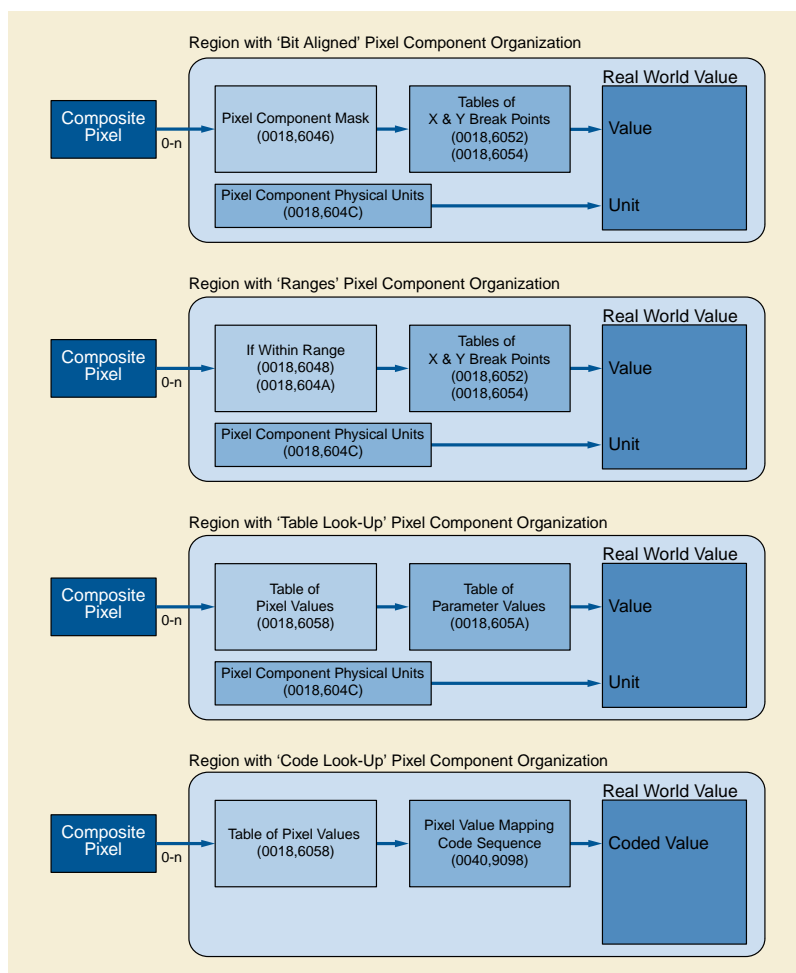 Region with ‘Bit Aligned’ Pixel Component Organization
Real World Value
Composite
Pixel
0-n
Pixel Component Mask
(0018,6046)
Tables of
X & Y Break Points
(0018,6052)
(0018,6054)
Value
Pixel Component Physical Units
(0018,604C)
Unit
Region with ‘Ranges’ Pixel Component Organization
Real World Value
Composite
Pixel
0-n
If Within Range
(0018,6048)
(0018,604A)
Tables of
X & Y Break Points
(0018,6052)
(0018,6054)
Value
Pixel Component Physical Units
(0018,604C)
Unit
Region with ‘Table Look-Up’ Pixel Component Organization
Real World Value
Composite
Pixel
0-n
Table of
Pixel Values
(0018,6058)
Table of
Parameter Values
(0018,605A)
Value
Pixel Component Physical Units
(0018,604C)
Unit
Region with ‘Code Look-Up’ Pixel Component Organization
Real World Value
Composite
Pixel
0-n
Table of Pixel Values
(0018,6058)
Pixel Value Mapping
Code Sequence
(0040,9098)
Coded Value